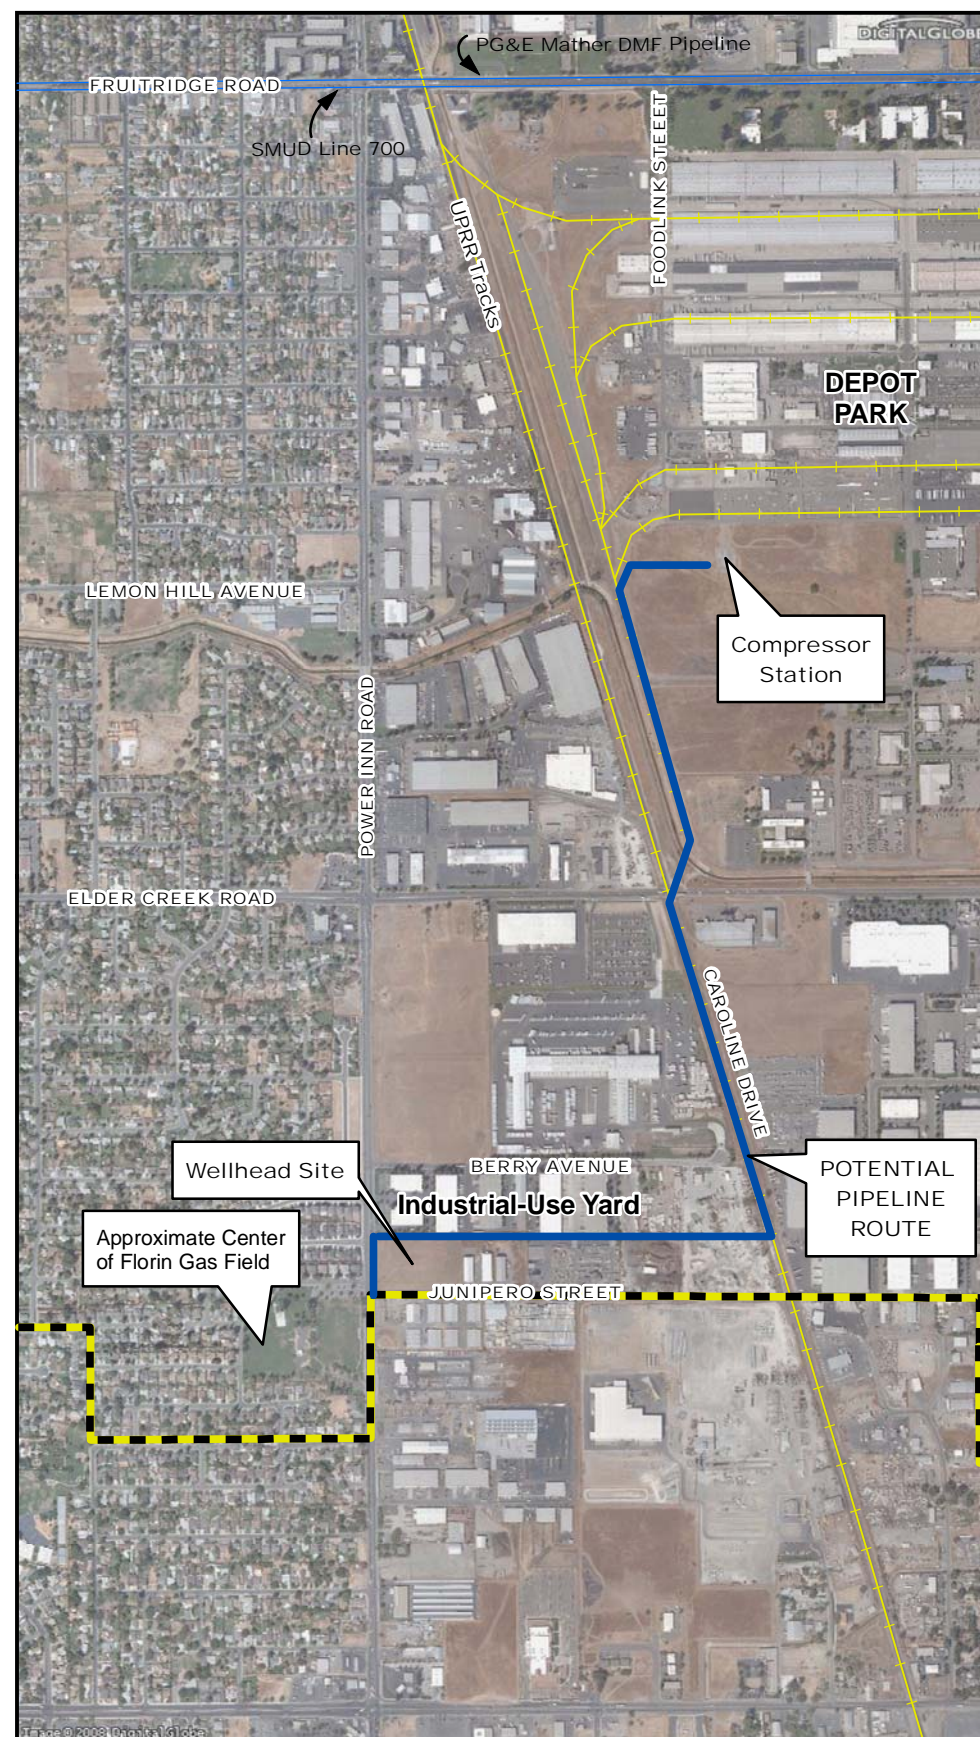 DIGITALGLOBE
PG&E Mather DMF Pipeline
FRUITRIDGE ROAD
SMUD Line 700
FOODLINK STEEET
UPRR Tracks
DEPOT
PARK
LEMON HILL AVENUE
Compressor
Station
POWER INN ROAD
ELDER CREEK ROAD
CAROLINE DRIVE
Wellhead Site
BERRY AVENUE
POTENTIAL
PIPELINE
ROUTE
Industrial-Use Yard
Approximate Center
of Florin Gas Field
JUNIPERO STREET
Image © 2008 DigitalGlobe